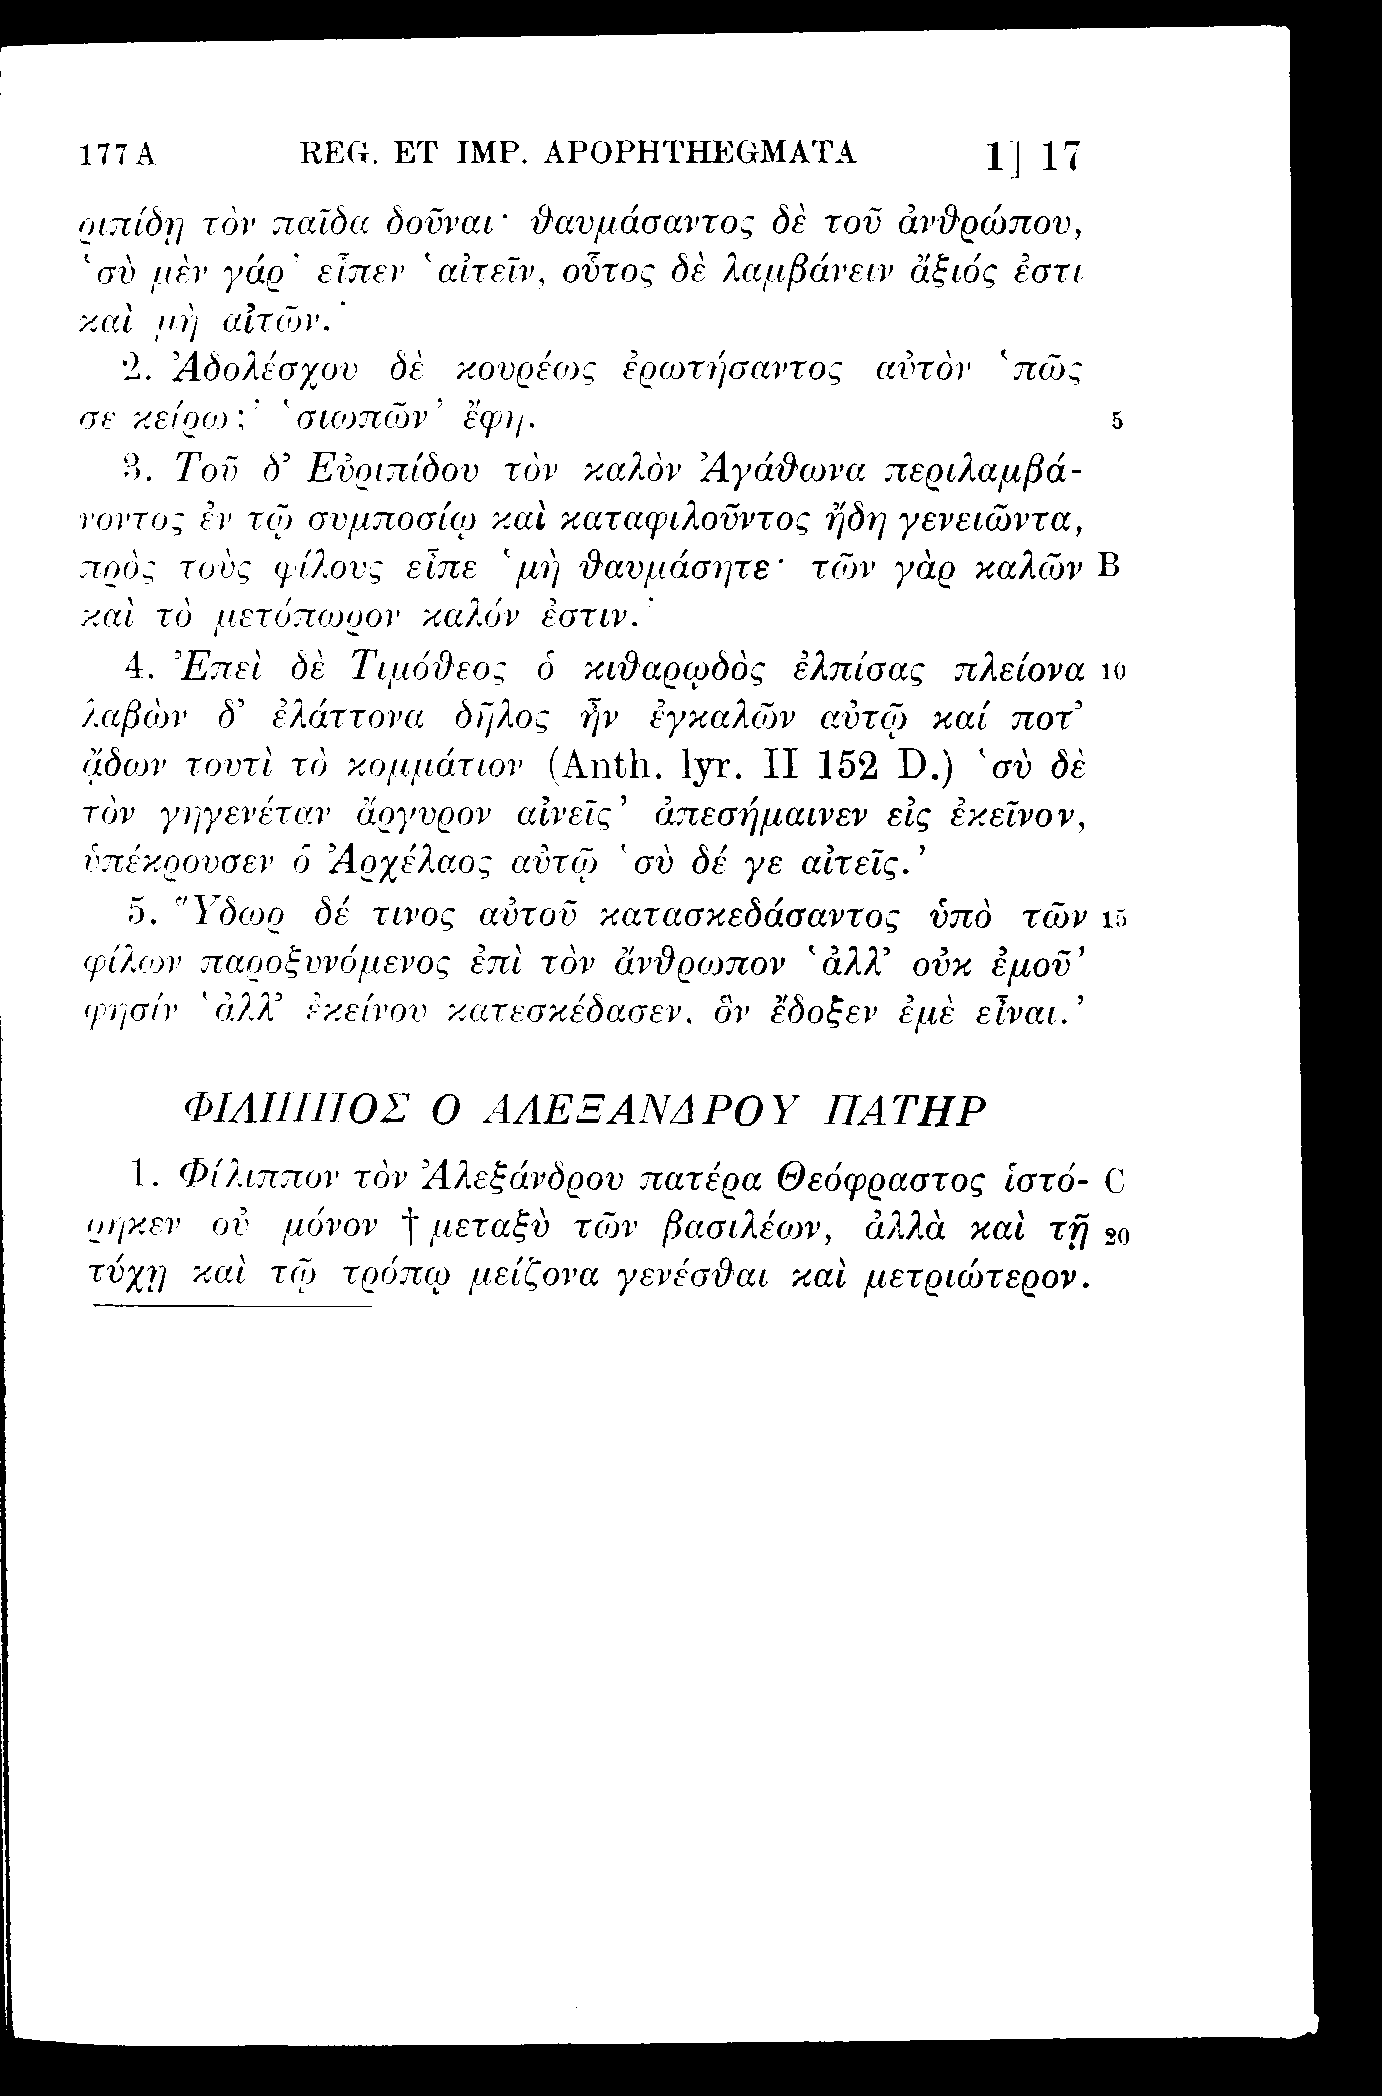 177 A REG. ET IMP. APOPHTHEGMATA 1] 17
ριπίδῃ τὸν παῖδα δοῦναι· θαυμάσαντος δὲ τοῦ ἀνθρώπου,
‘σὺ μὲν γάρ’ εἶπεν ‘αἰτεῖν, οὗτος δὲ λαμβάνειν ἄξιός ἐστι
καὶ μὴ αἰτῶν.’
2. Ἀδολέσχου δὲ κουρέως ἐρωτήσαντος αὐτὸν ‘πῶς
σε κείρω;’ ‘σιωπῶν’ ἔφη. 5
3. Τοῦ δ’ Εὐριπίδου τὸν καλὸν Ἀγάθωνα περιλαμβά-
νοντος ἐν τῷ συμποσίῳ καὶ καταφιλοῦντος ἤδη γενειῶντα,
πρὸς τοὺς φίλους εἶπε ‘μὴ θαυμάσητε· τῶν γὰρ καλῶν B
καὶ τὸ μετόπωρον καλόν ἐστιν.’
4. Ἐπεὶ δὲ Τιμόθεος ὁ κιθαρῳδὸς ἐλπίσας πλείονα 10
λαβὼν δ’ ἐλάττονα δῆλος ἦν ἐγκαλῶν αὐτῷ καί ποτ’
ᾄδων τουτὶ τὸ κομμάτιον (Anth. lyr. II 152 D.) ‘σὺ δὲ
τὸν γηγενέταν ἄργυρον αἰνεῖς’ ἀπεσήμαινεν εἰς ἐκεῖνον,
ὑπέκρουσεν ὁ Ἀρχέλαος αὐτῷ ‘σὺ δέ γε αἰτεῖς.’
5. Ὕδωρ δέ τινος αὐτοῦ κατασκεδάσαντος ὑπὸ τῶν 15
φίλων παροξυνόμενος ἐπὶ τὸν ἄνθρωπον ‘ἀλλ’ οὐκ ἐμοῦ’
φησίν ‘ἀλλ’ ἐκείνου κατεσκέδασεν, ὃν ἔδοξεν ἐμὲ εἶναι.’
ΦΙΛΙΠΠΟΣ Ο ΑΛΕΞΑΝΔΡΟΥ ΠΑΤΗΡ
1. Φίλιππον τὸν Ἀλεξάνδρου πατέρα Θεόφραστος ἱστό- C
ρηκεν οὐ μόνον † μεταξὺ τῶν βασιλέων, ἀλλὰ καὶ τῇ 20
τύχῃ καὶ τῷ τρόπῳ μείζονα γενέσθαι καὶ μετριώτερον.